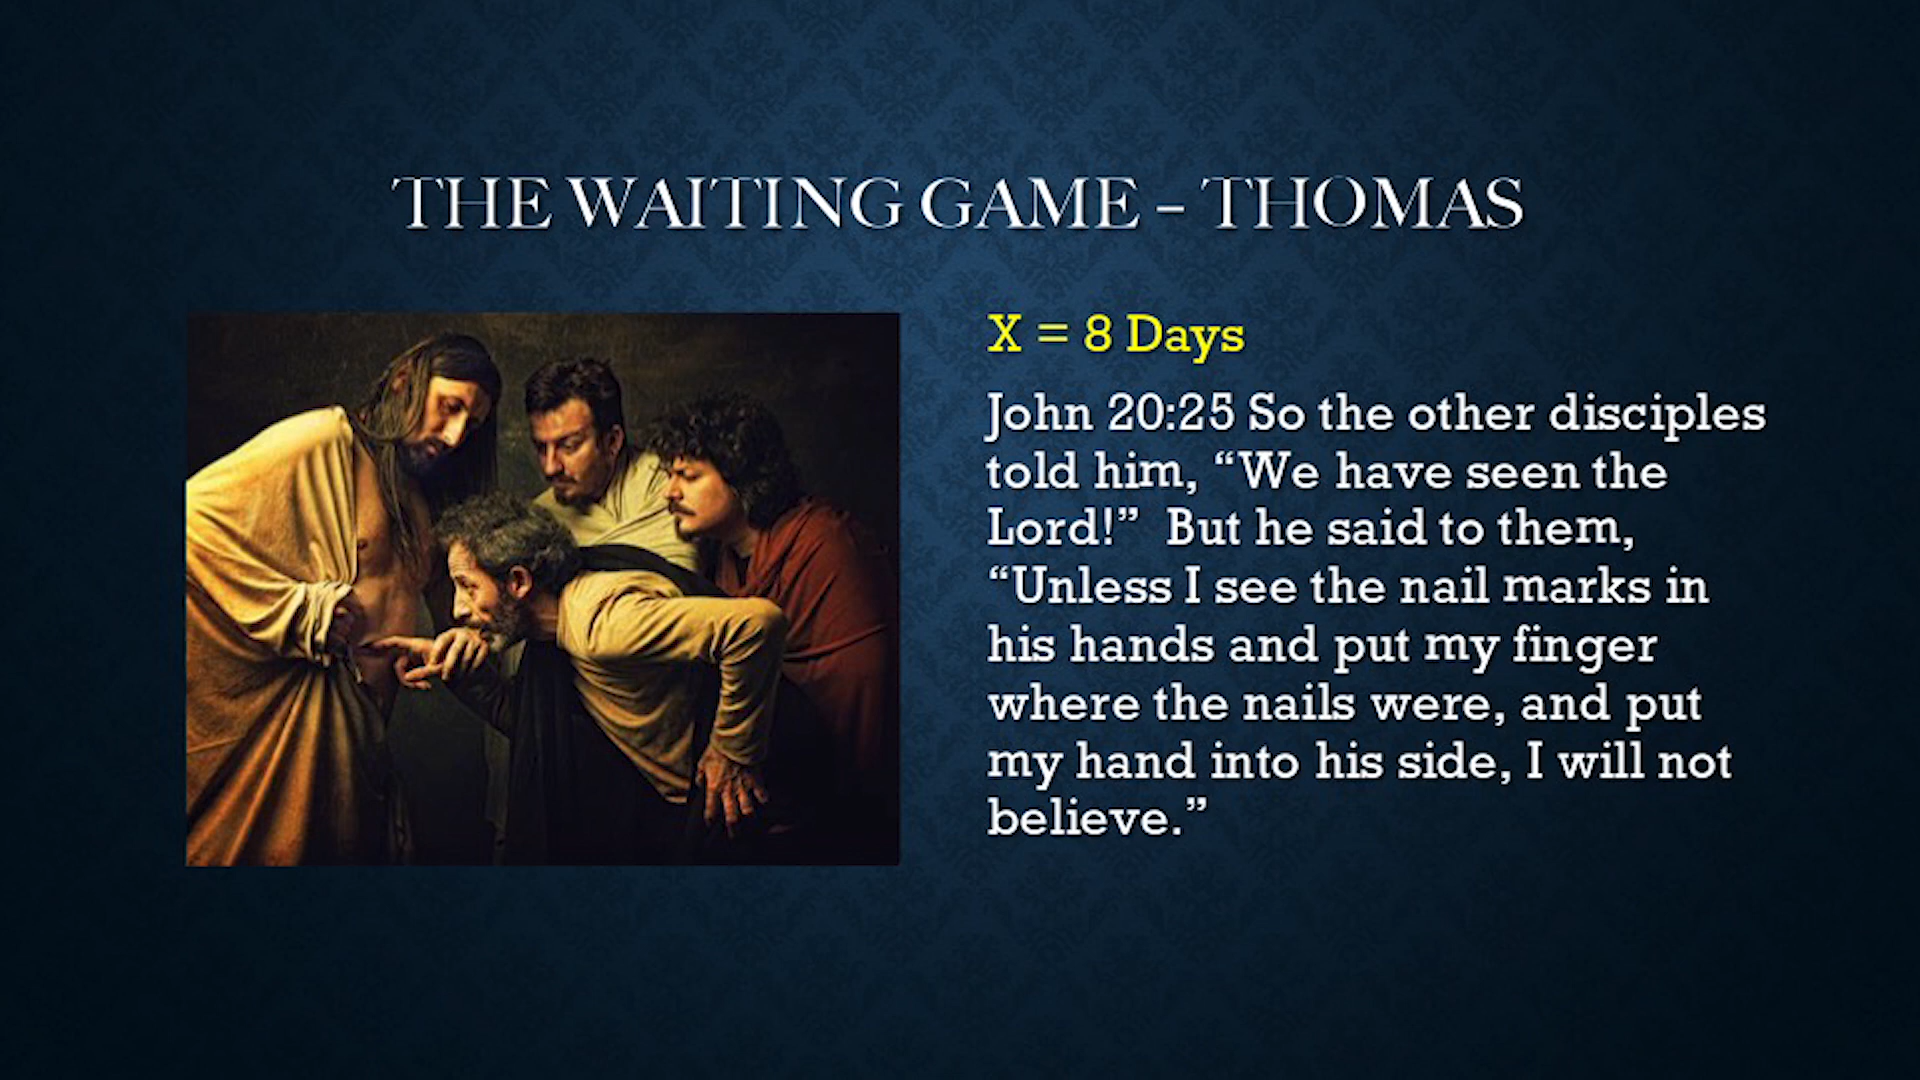 THE WAITING GAME – THOMAS
X = 8 Days
John 20:25 So the other disciples
told him, “We have seen the
Lord!”  But he said to them,
“Unless I see the nail marks in
his hands and put my finger
where the nails were, and put
my hand into his side, I will not
believe.”